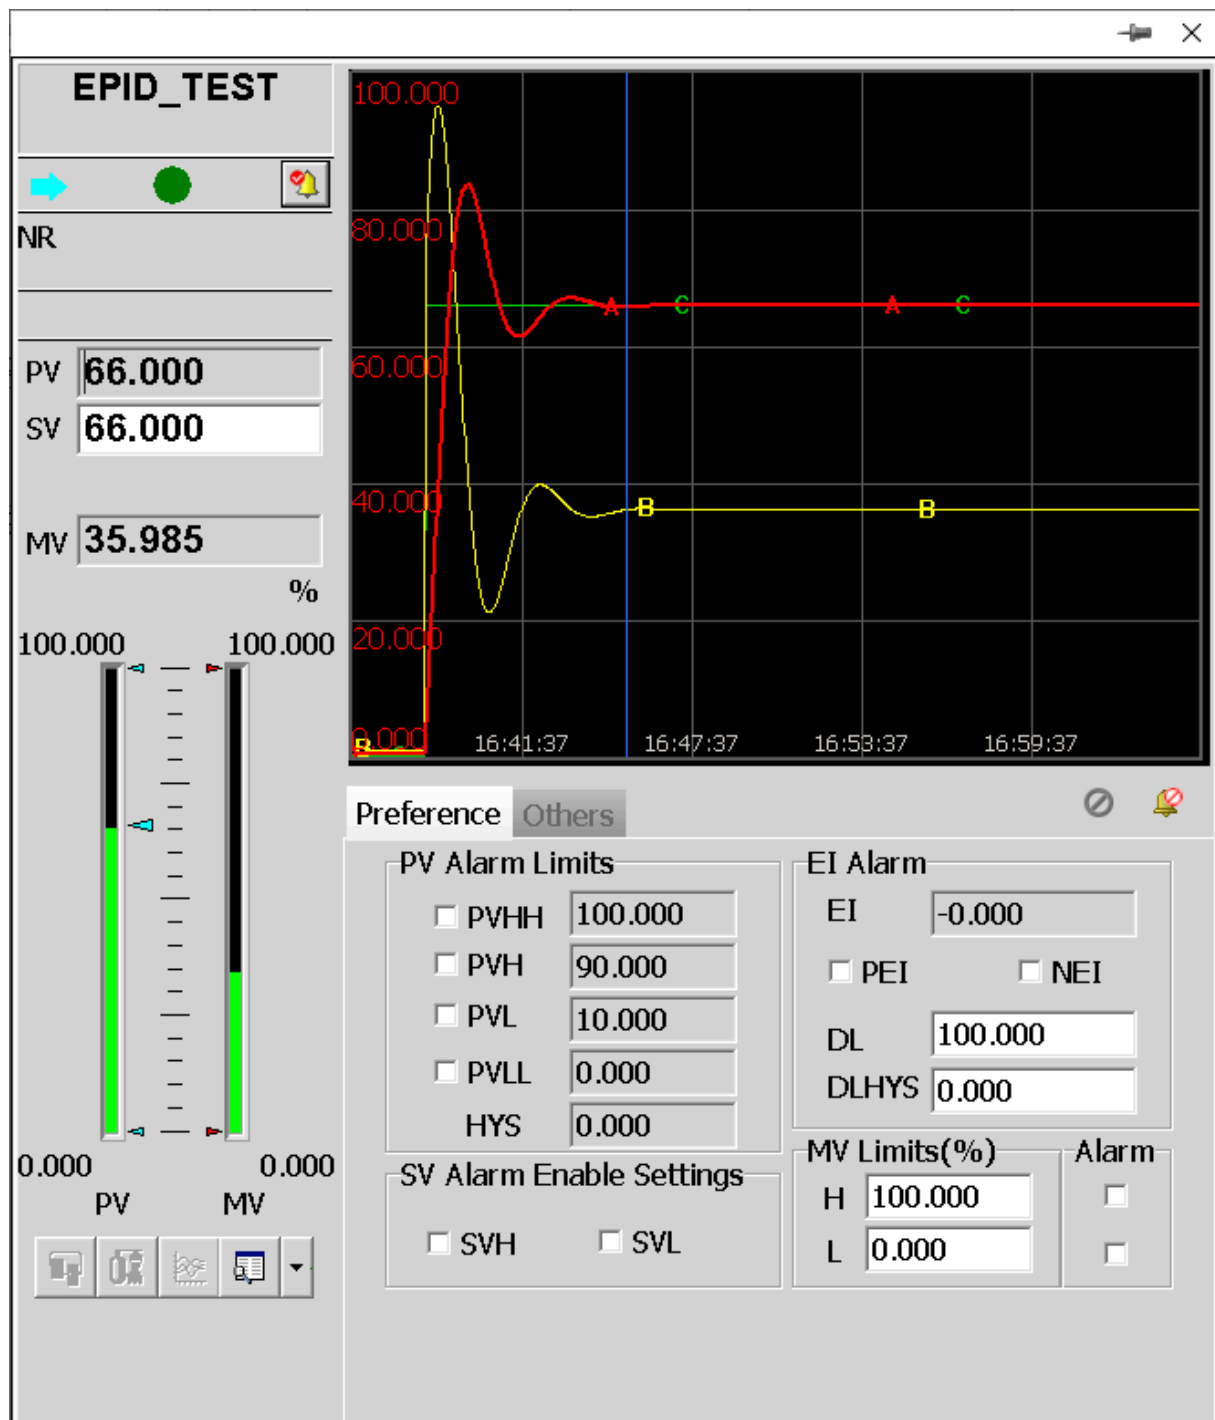 EPID_TEST
NR
PV 66.000
SV 66.000
MV 35.985
%
100.000 100.000
0.000 0.000
PV MV
100.000
80.000
60.000
40.000
20.000
0.000
A C A C
B B
B
16:41:37 16:47:37 16:53:37 16:59:37
Preference Others
PV Alarm Limits
PVHH 100.000
PVH 90.000
PVL 10.000
PVLL 0.000
HYS 0.000
SV Alarm Enable Settings
SVH SVL
EI Alarm
EI -0.000
PEI NEI
DL 100.000
DLHYS 0.000
MV Limits(%) Alarm
H 100.000
L 0.000